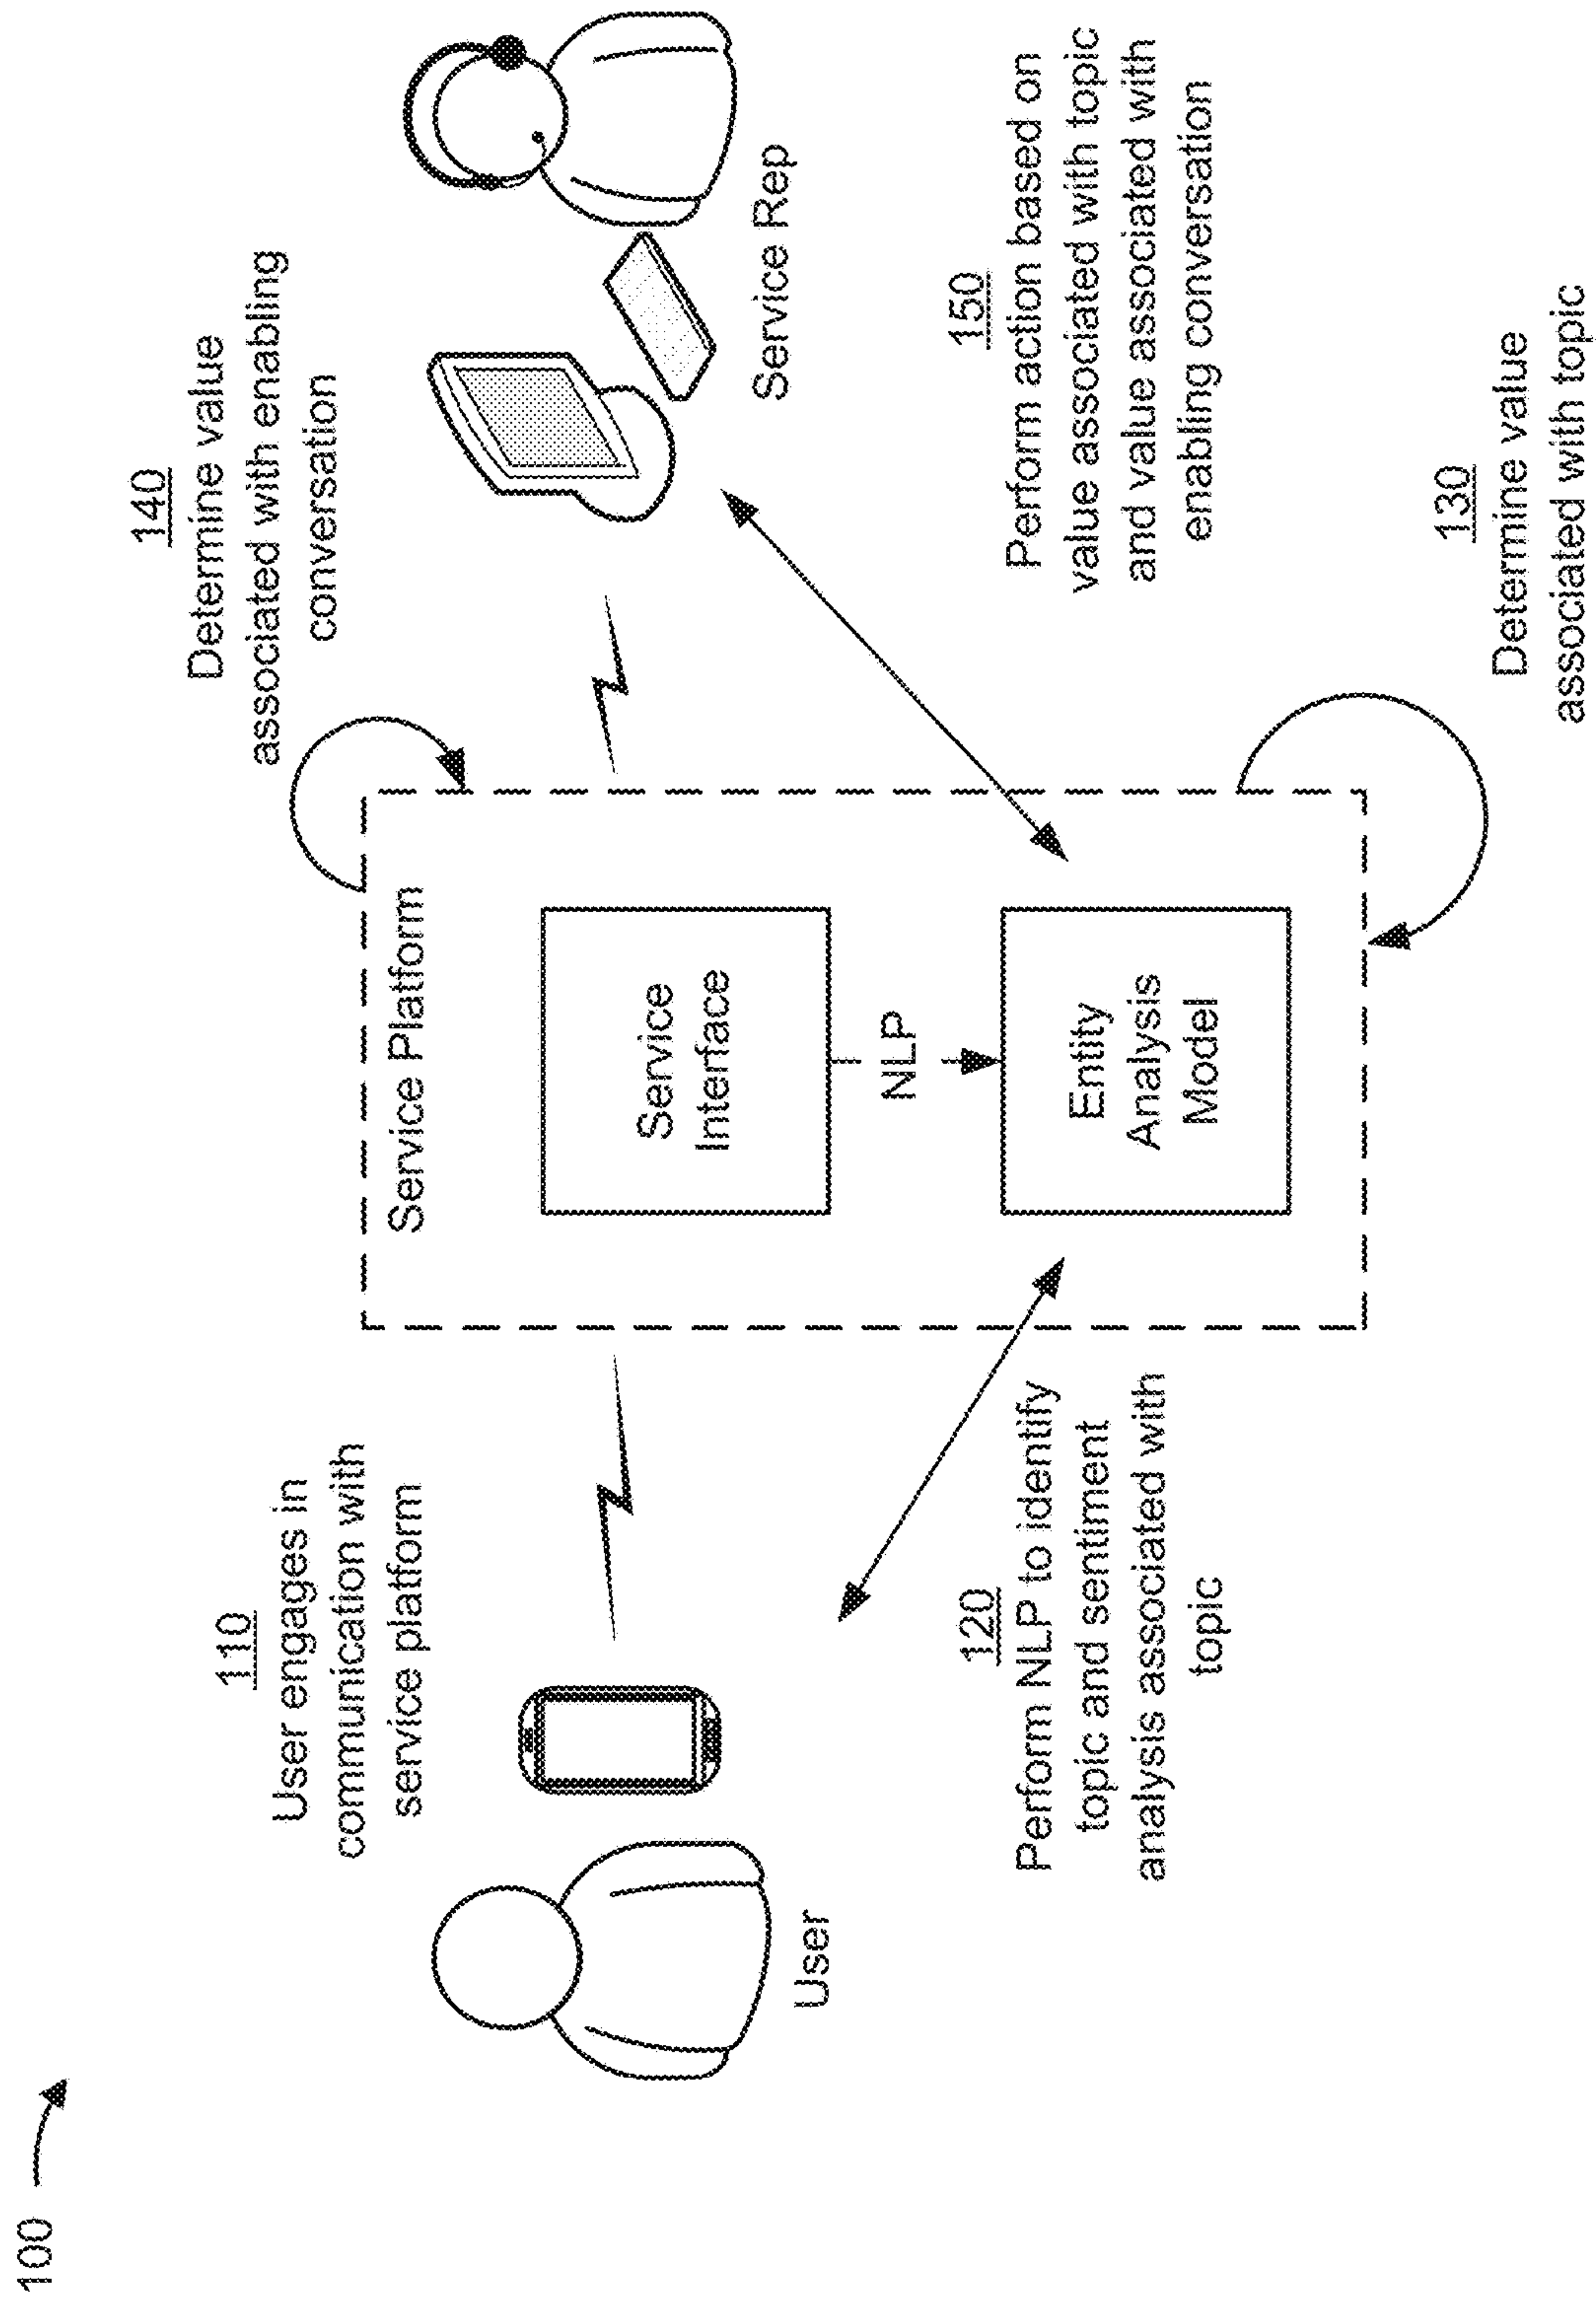 100
110
User engages in
communication with
service platform
140
Determine value
associated with enabling
conversation
Service Platform
Service
Interface
NLP
Entity
Analysis
Model
User
Service Rep
120
Perform NLP to identify
topic and sentiment
analysis associated with
topic
150
Perform action based on
value associated with topic
and value associated with
enabling conversation
130
Determine value
associated with topic